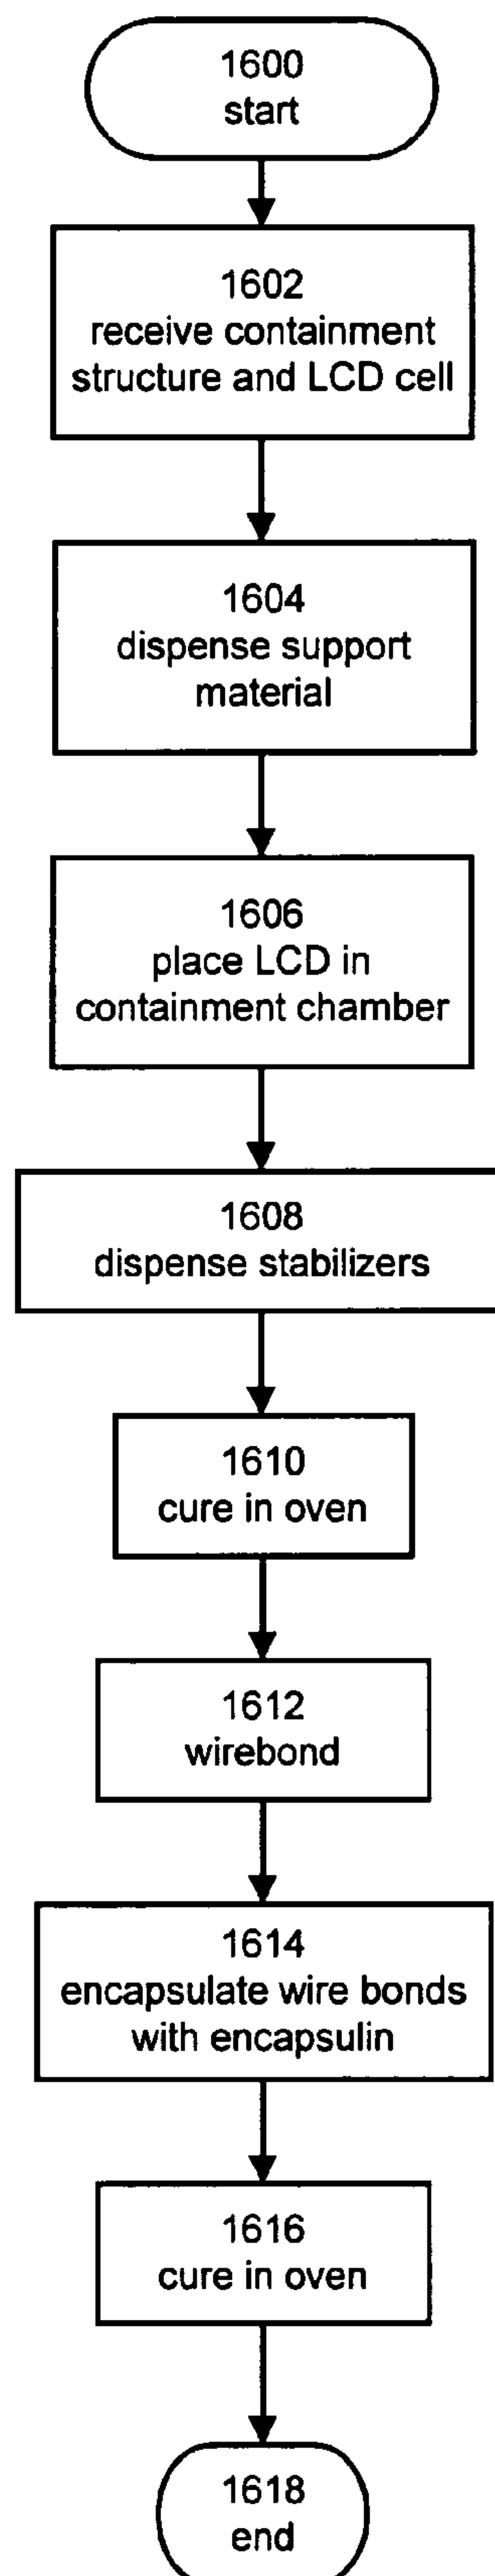 1600
start
1602
receive containment
structure and LCD cell
1604
dispense support
material
1606
place LCD in
containment chamber
1608
dispense stabilizers
1610
cure in oven
1612
wirebond
1614
encapsulate wire bonds
with encapsulin
1616
cure in oven
1618
end